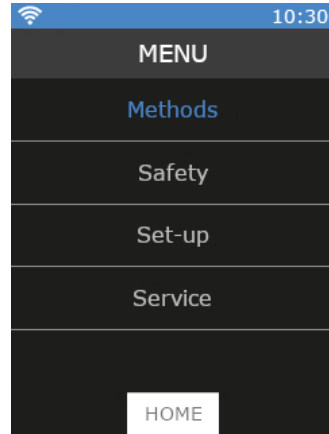 10:30
MENU
Methods
Safety
Set-up
Service
HOME